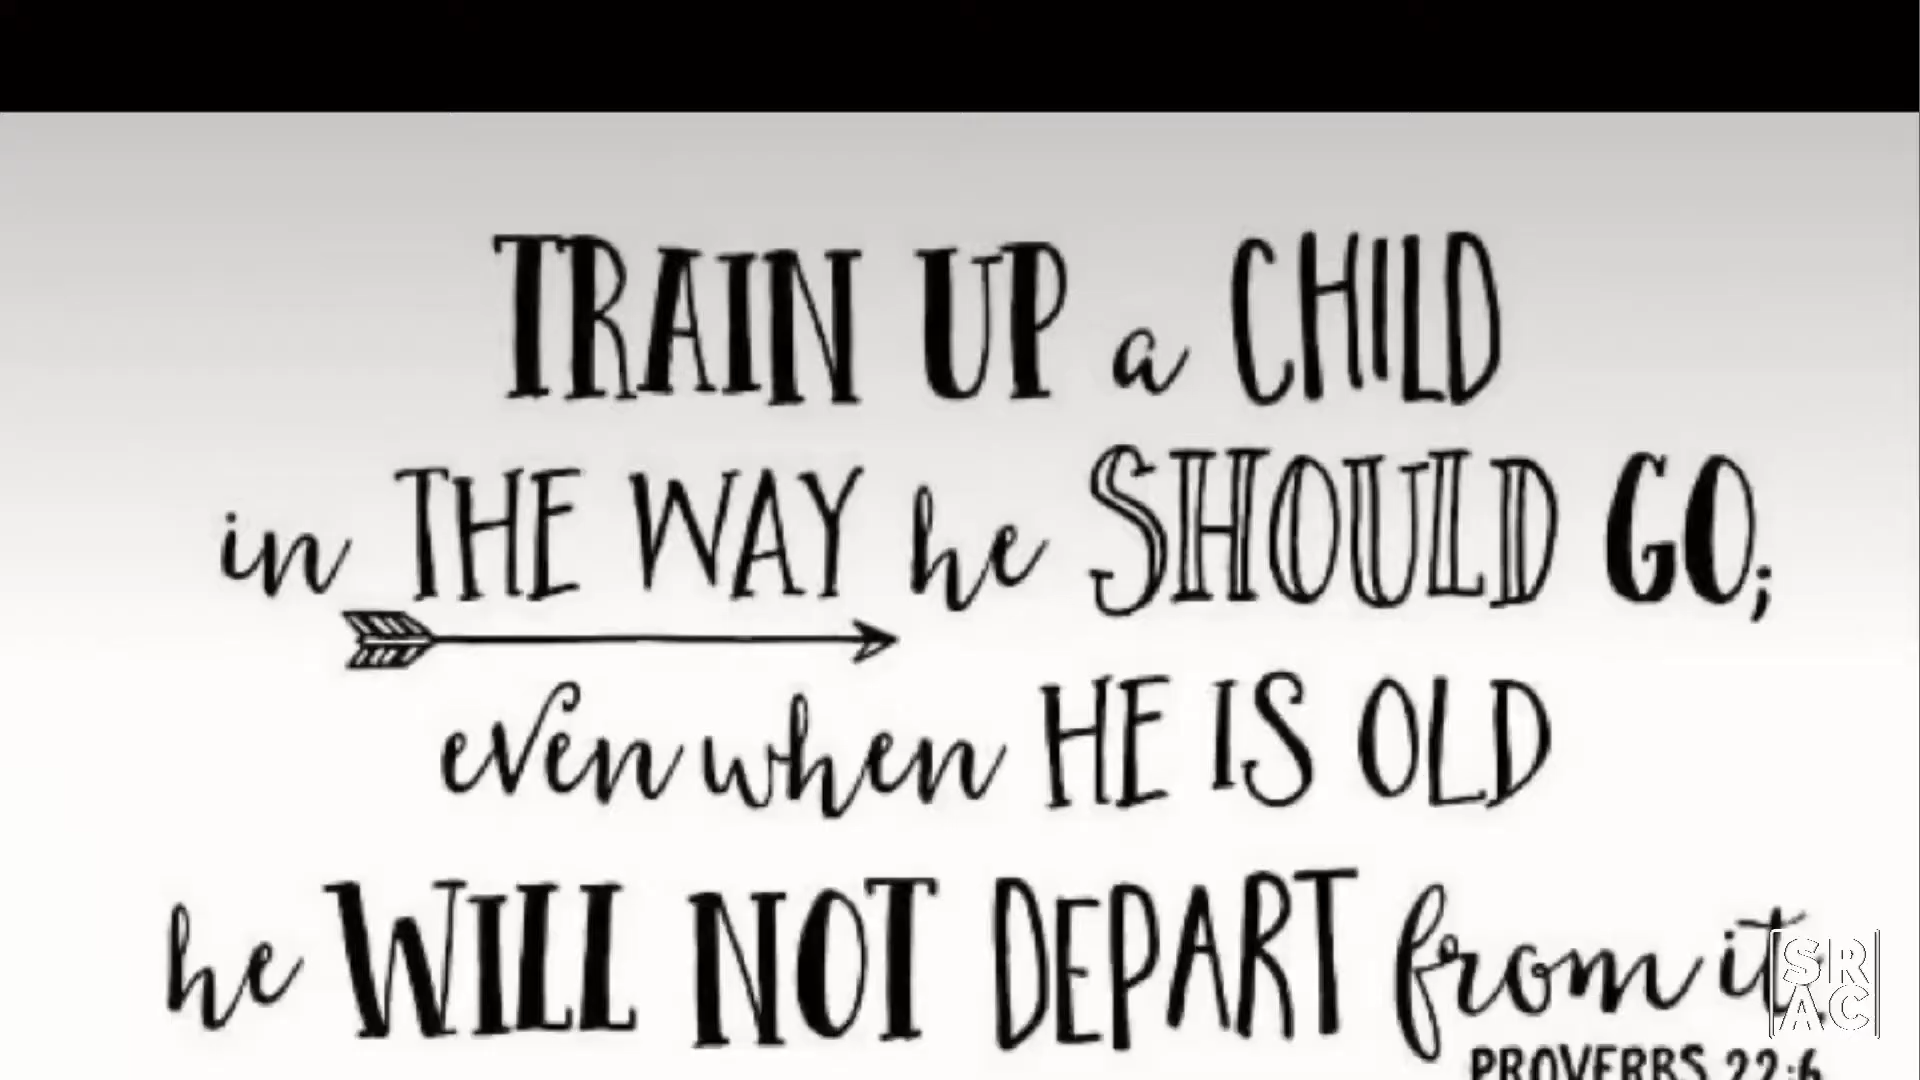 TRAIN UP a CHILD
in THE WAY he SHOULD GO;
even when HE IS OLD
he WILL NOT DEPART from it.
PROVERBS 22:6
SR
AC